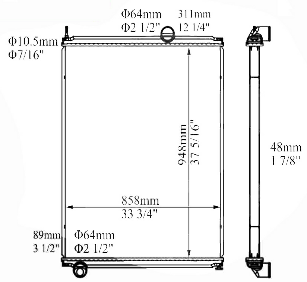 Φ64mm
Φ2 1/2"
311mm
12 1/4"
Φ10.5mm
Φ7/16"
948mm
37 5/16"
48mm
1 7/8"
858mm
33 3/4"
89mm
3 1/2"
Φ64mm
Φ2 1/2"